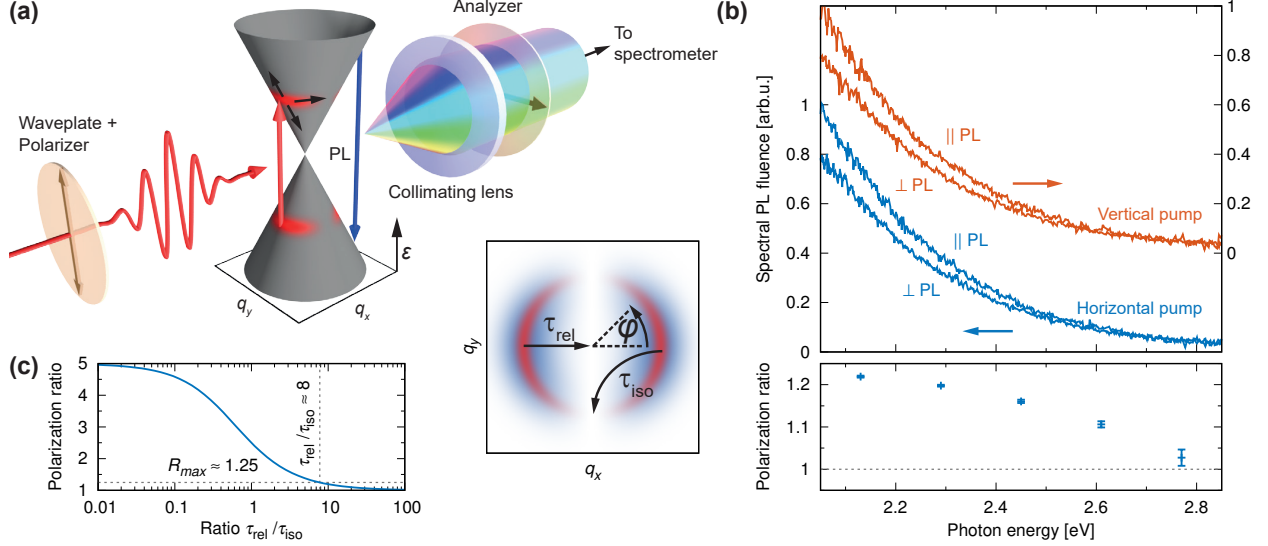 (a)
Analyzer
To
spectrometer
Waveplate +
Polarizer
PL
Collimating lens
ε
q_y
q_x
q_y
τ_rel
φ
τ_iso
q_x
(b)
1
0.8
0.6
0.4
0.2
0
Spectral PL fluence [arb.u.]
1
0.8
0.6
0.4
0.2
0
|| PL
⊥ PL
Vertical pump
|| PL
⊥ PL
Horizontal pump
Polarization ratio
1.2
1.1
1
2.2
2.4
2.6
2.8
Photon energy [eV]
(c)
Polarization ratio
5
4
3
2
1
R_max ≈ 1.25
τ_rel/τ_iso ≈ 8
0.01
0.1
1
10
100
Ratio τ_rel/τ_iso